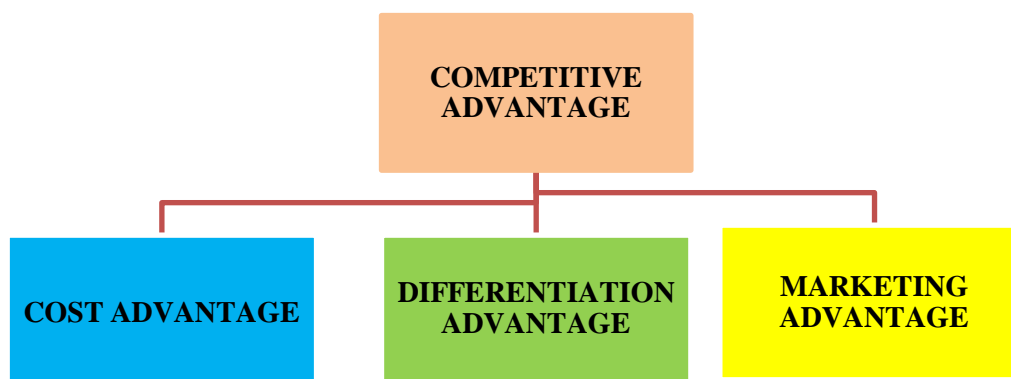 COMPETITIVE
ADVANTAGE
COST ADVANTAGE
DIFFERENTIATION
ADVANTAGE
MARKETING
ADVANTAGE